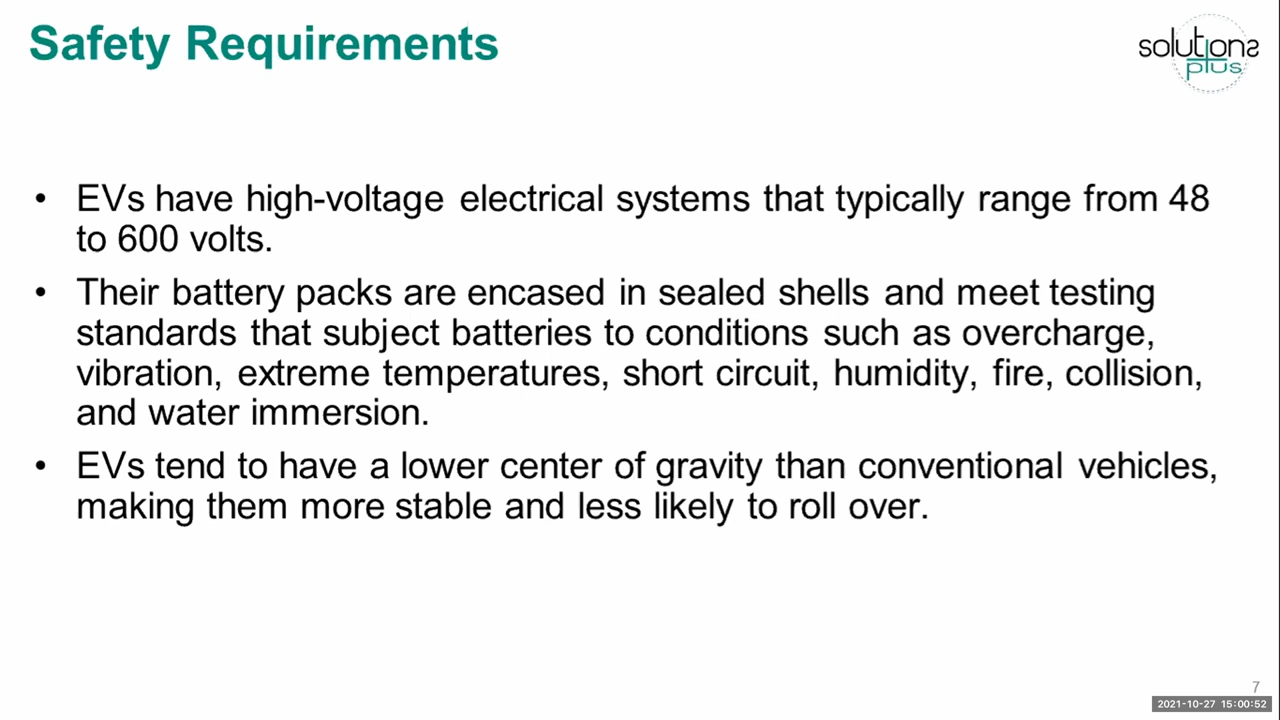 Safety Requirements
solutions
plus
• EVs have high-voltage electrical systems that typically range from 48
to 600 volts.
• Their battery packs are encased in sealed shells and meet testing
standards that subject batteries to conditions such as overcharge,
vibration, extreme temperatures, short circuit, humidity, fire, collision,
and water immersion.
• EVs tend to have a lower center of gravity than conventional vehicles,
making them more stable and less likely to roll over.
7
2021-10-27 15:00:52